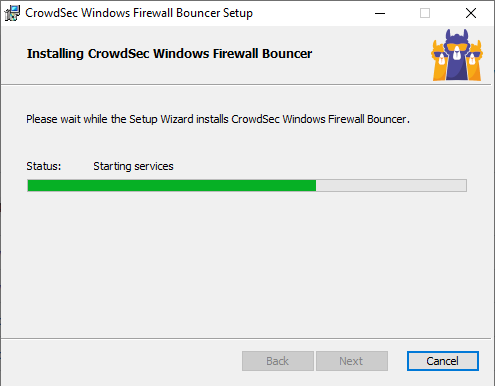 CrowdSec Windows Firewall Bouncer Setup
Installing CrowdSec Windows Firewall Bouncer
Please wait while the Setup Wizard installs CrowdSec Windows Firewall Bouncer.
Status: Starting services
Back Next Cancel